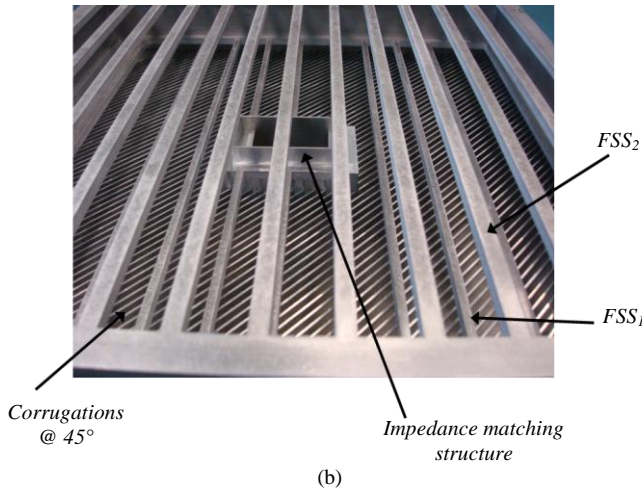 FSS₂
FSS₁
Corrugations
@ 45°
Impedance matching
structure
(b)